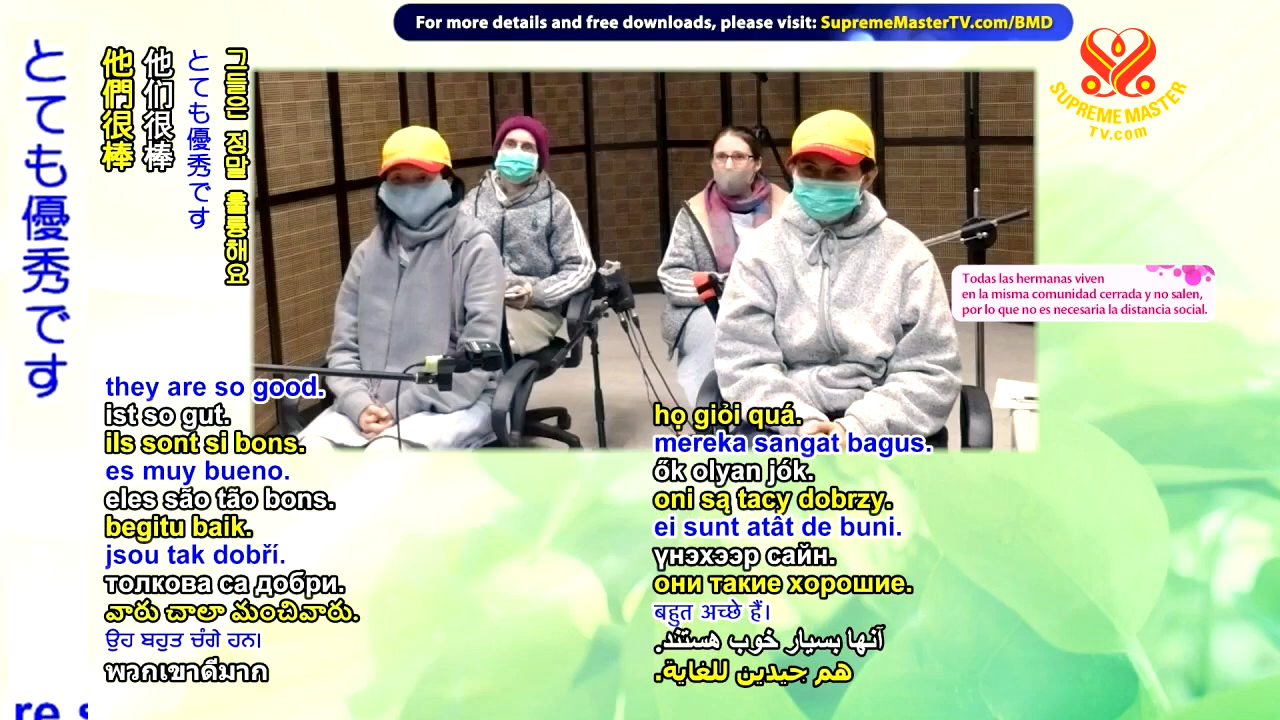 For more details and free downloads, please visit: SupremeMasterTV.com/BMD
SUPREME MASTER
TV.com
とても優秀です
他們很棒
他们很棒
とても優秀です
그들은 정말 훌륭해요
Todas las hermanas viven
en la misma comunidad cerrada y no salen,
por lo que no es necesaria la distancia social.
they are so good.
ist so gut.
ils sont si bons.
es muy bueno.
eles são tão bons.
begitu baik.
jsou tak dobří.
толкова са добри.
వారు చాలా మంచివారు.
ਉਹ ਬਹੁਤ ਚੰਗੇ ਹਨ।
พวกเขาดีมาก
họ giỏi quá.
mereka sangat bagus.
ők olyan jók.
oni są tacy dobrzy.
ei sunt atât de buni.
үнэхээр сайн.
они такие хорошие.
बहुत अच्छे हैं।
آنها بسیار خوب هستند.
هم جيدين للغاية.
re s